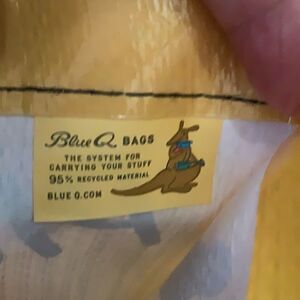 Blue Q BAGS
THE SYSTEM FOR
CARRYING YOUR STUFF
95% RECYCLED MATERIAL
BLUE Q.COM